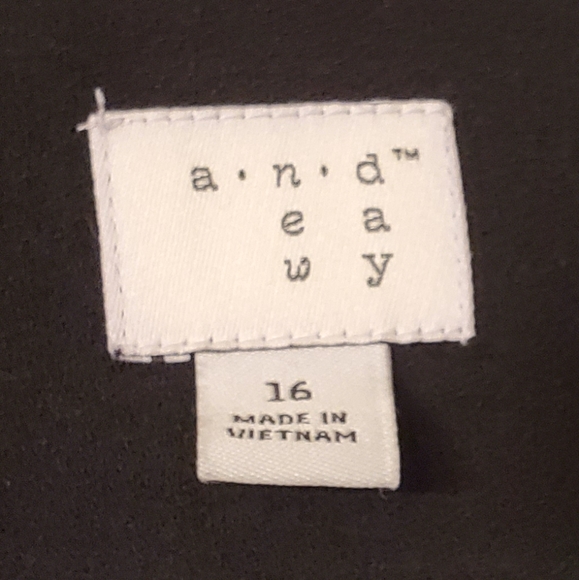 a·n·d™
e a
w y
16
MADE IN
VIETNAM